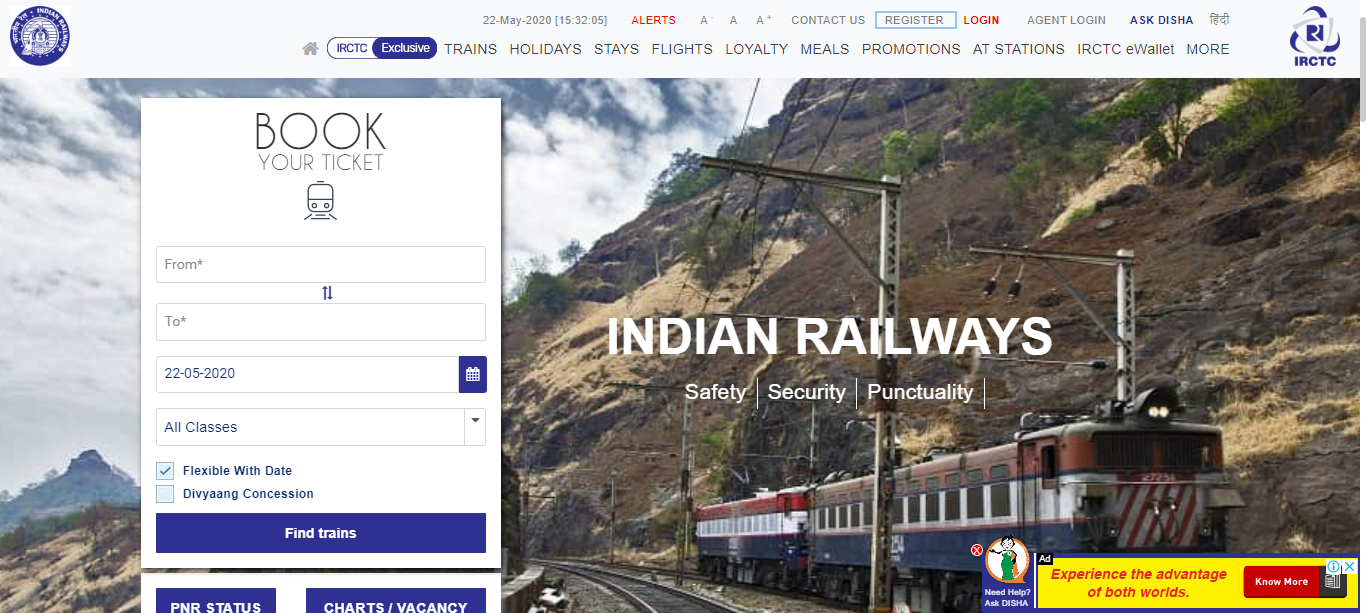 22-May-2020 [15:32:05] ALERTS A- A A+ CONTACT US REGISTER LOGIN AGENT LOGIN ASK DISHA हिंदी
IRCTC Exclusive TRAINS HOLIDAYS STAYS FLIGHTS LOYALTY MEALS PROMOTIONS AT STATIONS IRCTC eWallet MORE
INDIAN RAILWAYS
IRCTC
BOOK
YOUR TICKET
From*
To*
22-05-2020
All Classes
Flexible With Date
Divyaang Concession
Find trains
PNR STATUS
CHARTS / VACANCY
INDIAN RAILWAYS
Safety Security Punctuality
Need Help?
Ask DISHA
Ad
Experience the advantage
of both worlds.
Know More